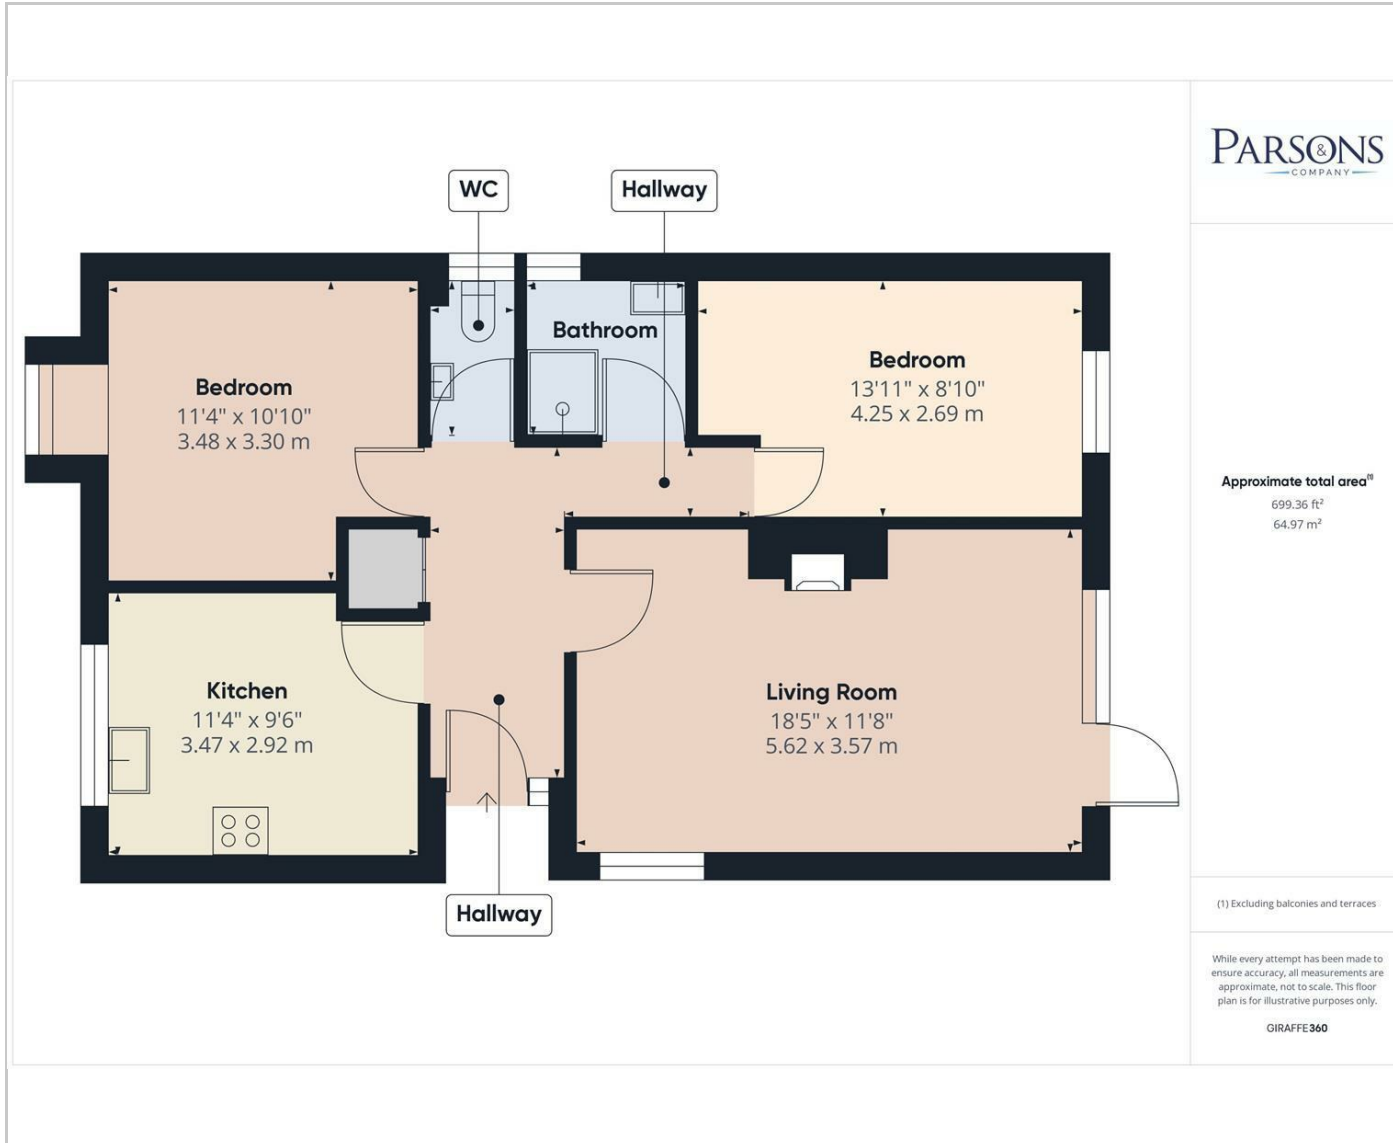 PARSONS
&
COMPANY
WC
Hallway
Bathroom
Bedroom
11'4" x 10'10"
3.48 x 3.30 m
Bedroom
13'11" x 8'10"
4.25 x 2.69 m
Kitchen
11'4" x 9'6"
3.47 x 2.92 m
Living Room
18'5" x 11'8"
5.62 x 3.57 m
Hallway
Approximate total area⁽¹⁾
699.36 ft²
64.97 m²
(1) Excluding balconies and terraces
While every attempt has been made to
ensure accuracy, all measurements are
approximate, not to scale. This floor
plan is for illustrative purposes only.
GIRAFFE360